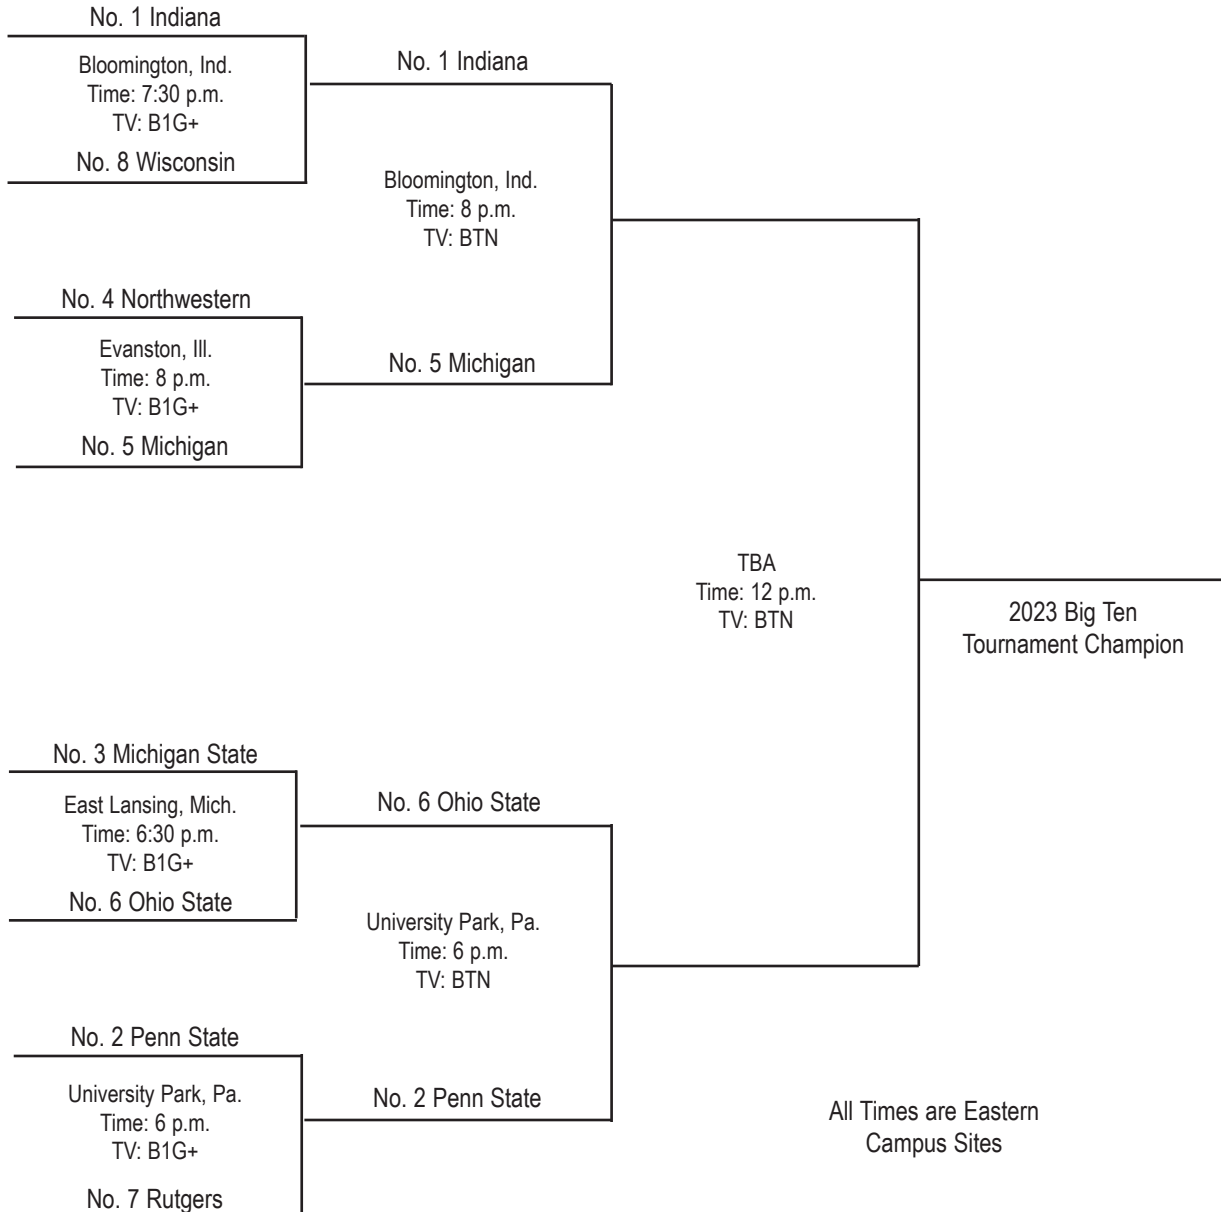 No. 1 Indiana
Bloomington, Ind.
Time: 7:30 p.m.
TV: B1G+
No. 8 Wisconsin
No. 1 Indiana
Bloomington, Ind.
Time: 8 p.m.
TV: BTN
No. 4 Northwestern
Evanston, Ill.
Time: 8 p.m.
TV: B1G+
No. 5 Michigan
No. 5 Michigan
TBA
Time: 12 p.m.
TV: BTN
2023 Big Ten
Tournament Champion
No. 3 Michigan State
East Lansing, Mich.
Time: 6:30 p.m.
TV: B1G+
No. 6 Ohio State
No. 6 Ohio State
University Park, Pa.
Time: 6 p.m.
TV: BTN
No. 2 Penn State
University Park, Pa.
Time: 6 p.m.
TV: B1G+
No. 7 Rutgers
No. 2 Penn State
All Times are Eastern
Campus Sites